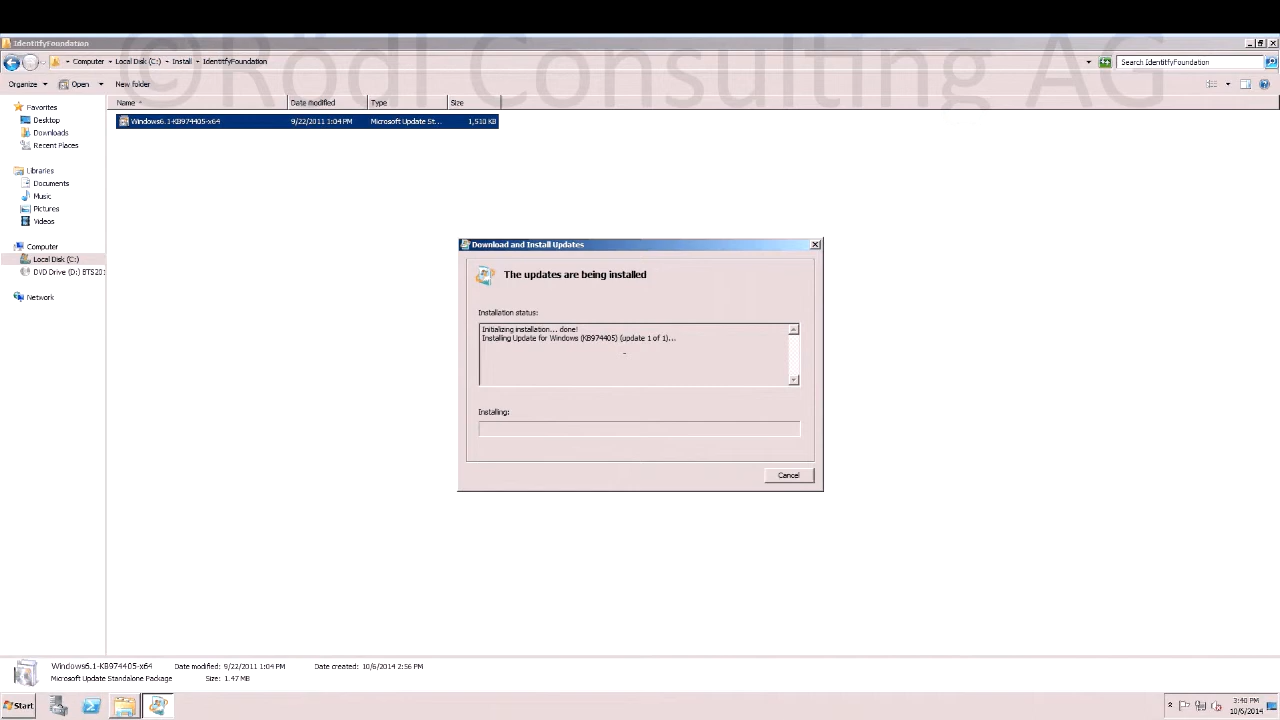 ©Rödl Consulting AG
IdentitfyFoundation
Computer Local Disk (C:) Install IdentitfyFoundation
Search IdentitfyFoundation
Organize Open New folder
Name Date modified Type Size
Windows6.1-KB974405-x64 9/22/2011 1:04 PM Microsoft Update St... 1,510 KB
Favorites
Desktop
Downloads
Recent Places
Libraries
Documents
Music
Pictures
Videos
Computer
Local Disk (C:)
DVD Drive (D:) BTS201
Network
Download and Install Updates
The updates are being installed
Installation status:
Initializing installation... done!
Installing Update for Windows (KB974405) (update 1 of 1)...
Installing:
Cancel
Windows6.1-KB974405-x64 Date modified: 9/22/2011 1:04 PM Date created: 10/6/2014 2:56 PM
Microsoft Update Standalone Package Size: 1.47 MB
Start
3:40 PM
10/6/2014